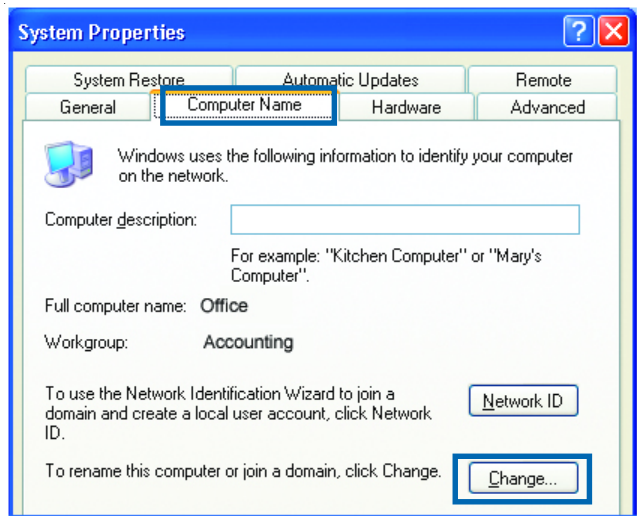 System Properties
System Restore Automatic Updates Remote
General Computer Name Hardware Advanced
Windows uses the following information to identify your computer
on the network.
Computer description:
For example: "Kitchen Computer" or "Mary's
Computer".
Full computer name: Office
Workgroup: Accounting
To use the Network Identification Wizard to join a
domain and create a local user account, click Network
ID.
Network ID
To rename this computer or join a domain, click Change.
Change...